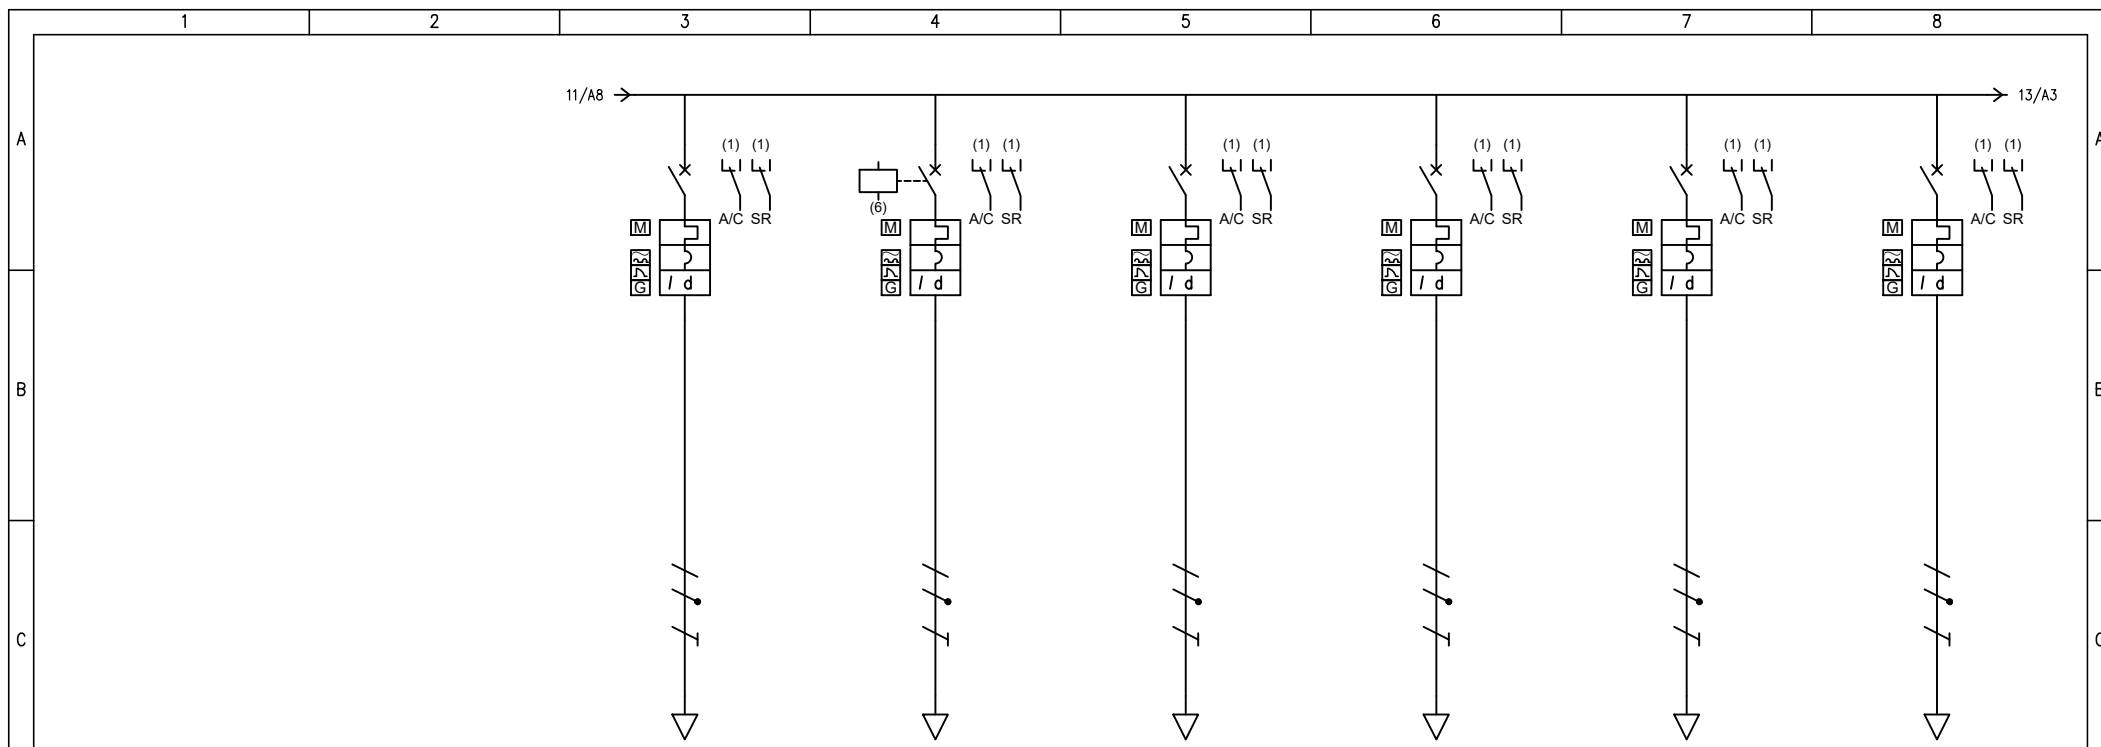 1 2 3 4 5 6 7 8
11/A8 13/A3
A A
(1) (1) (1) (1) (1) (1) (1) (1) (1) (1) (1) (1)
(6)
A/C SR A/C SR A/C SR A/C SR A/C SR A/C SR
M M M M M M
I d I d I d I d I d I d
G G G G G G
B B
C C